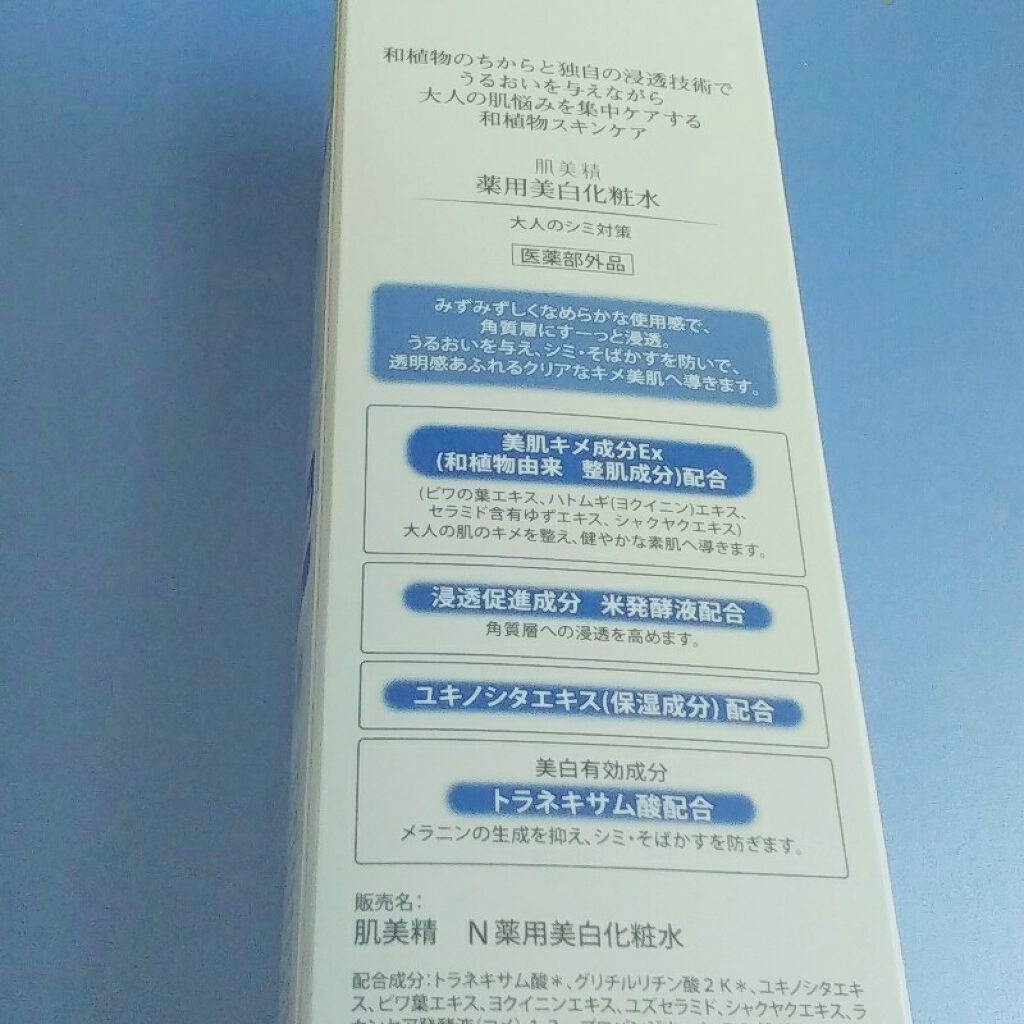 和植物のちからと独自の浸透技術で
うるおいを与えながら
大人の肌悩みを集中ケアする
和植物スキンケア
肌美精
薬用美白化粧水
大人のシミ対策
医薬部外品
みずみずしくなめらかな使用感で、
角質層にすーっと浸透。
うるおいを与え、シミ・そばかすを防いで、
透明感あふれるクリアなキメ美肌へ導きます。
美肌キメ成分Ex
(和植物由来 整肌成分)配合
(ビワの葉エキス、ハトムギ(ヨクイニン)エキス、
セラミド含有ゆずエキス、シャクヤクエキス)
大人の肌のキメを整え、健やかな素肌へ導きます。
浸透促進成分 米発酵液配合
角質層への浸透を高めます。
ユキノシタエキス(保湿成分)配合
美白有効成分
トラネキサム酸配合
メラニンの生成を抑え、シミ・そばかすを防ぎます。
販売名:
肌美精 N薬用美白化粧水
配合成分:トラネキサム酸*、グリチルリチン酸2K*、ユキノシタエキ
ス、ビワ葉エキス、ヨクイニンエキス、ユズセラミド、シャクヤクエキス、ラ